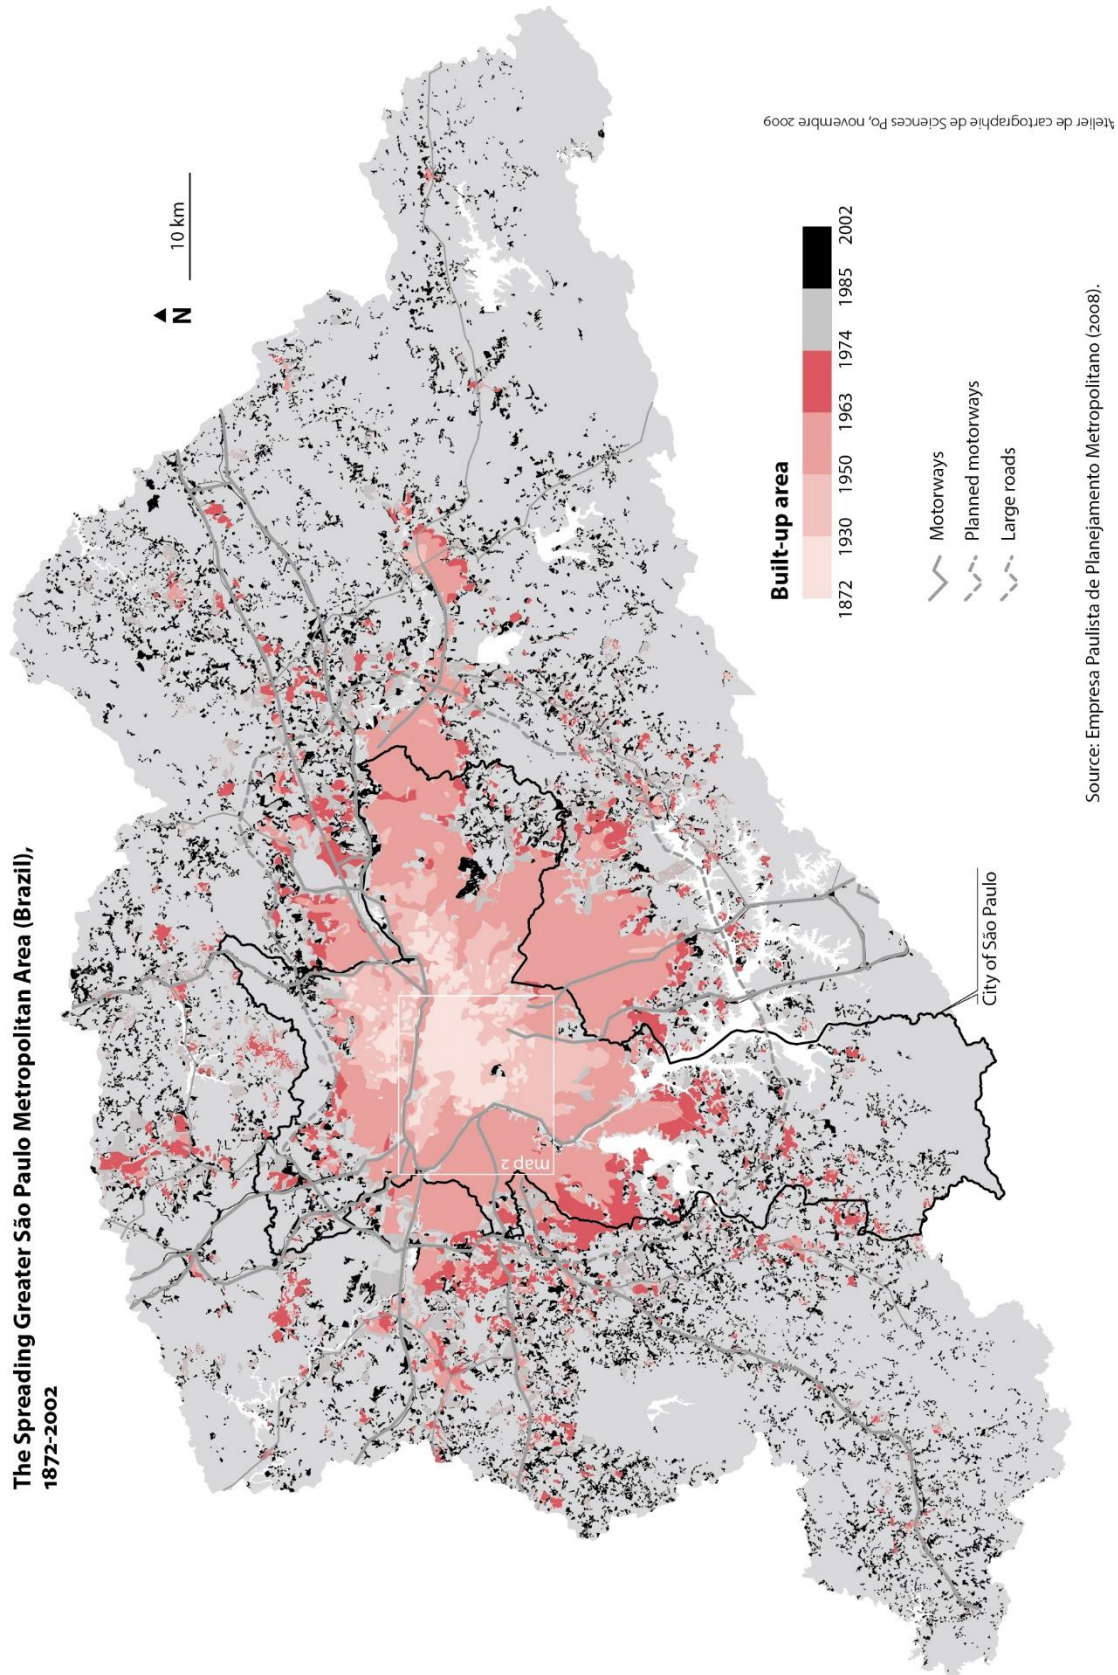 The Spreading Greater São Paulo Metropolitan Area (Brazil),
1872-2002
N
10 km
map 2
City of São Paulo
Built-up area
1872 1930 1950 1963 1974 1985 2002
Motorways
Planned motorways
Large roads
Source: Empresa Paulista de Planejamento Metropolitano (2008).
Atelier de cartographie de Sciences Po, novembre 2009